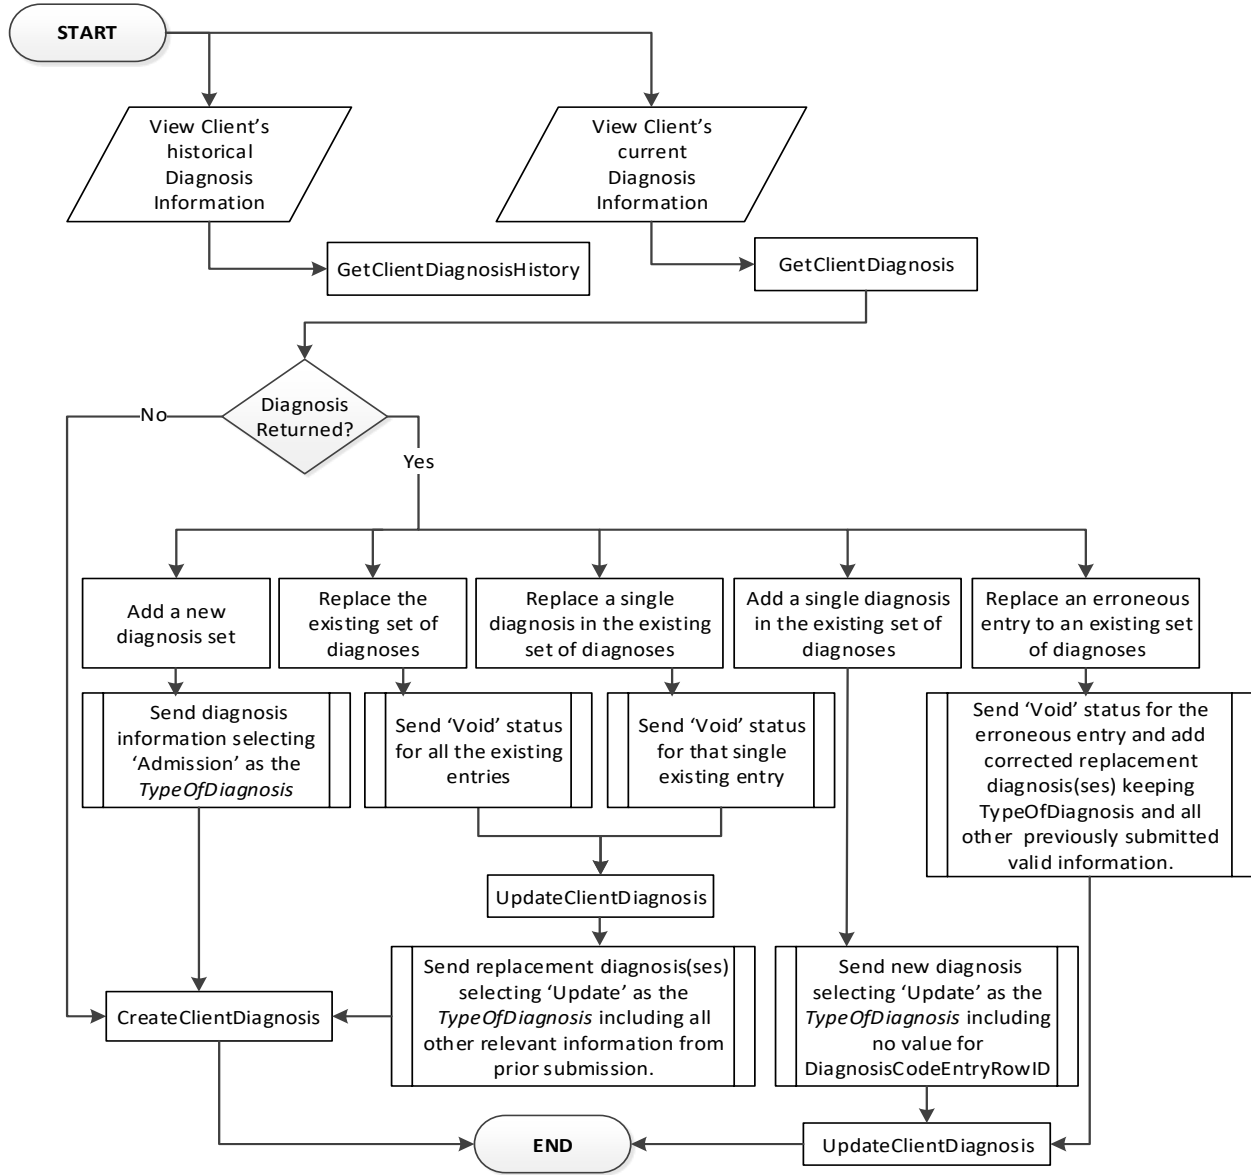 START
View Client’s
historical
Diagnosis
Information
View Client’s
current
Diagnosis
Information
GetClientDiagnosisHistory
GetClientDiagnosis
Diagnosis
Returned?
No
Yes
Add a new
diagnosis set
Replace the
existing set of
diagnoses
Replace a single
diagnosis in the existing
set of diagnoses
Add a single diagnosis
in the existing set of
diagnoses
Replace an erroneous
entry to an existing set
of diagnoses
Send diagnosis
information selecting
‘Admission’ as the
TypeOfDiagnosis
Send ‘Void’ status
for all the existing
entries
Send ‘Void’ status
for that single
existing entry
Send ‘Void’ status for the
erroneous entry and add
corrected replacement
diagnosis(ses) keeping
TypeOfDiagnosis and all
other previously submitted
valid information.
UpdateClientDiagnosis
Send replacement diagnosis(ses)
selecting ‘Update’ as the
TypeOfDiagnosis including all
other relevant information from
prior submission.
Send new diagnosis
selecting ‘Update’ as the
TypeOfDiagnosis including
no value for
DiagnosisCodeEntryRowID
CreateClientDiagnosis
END
UpdateClientDiagnosis